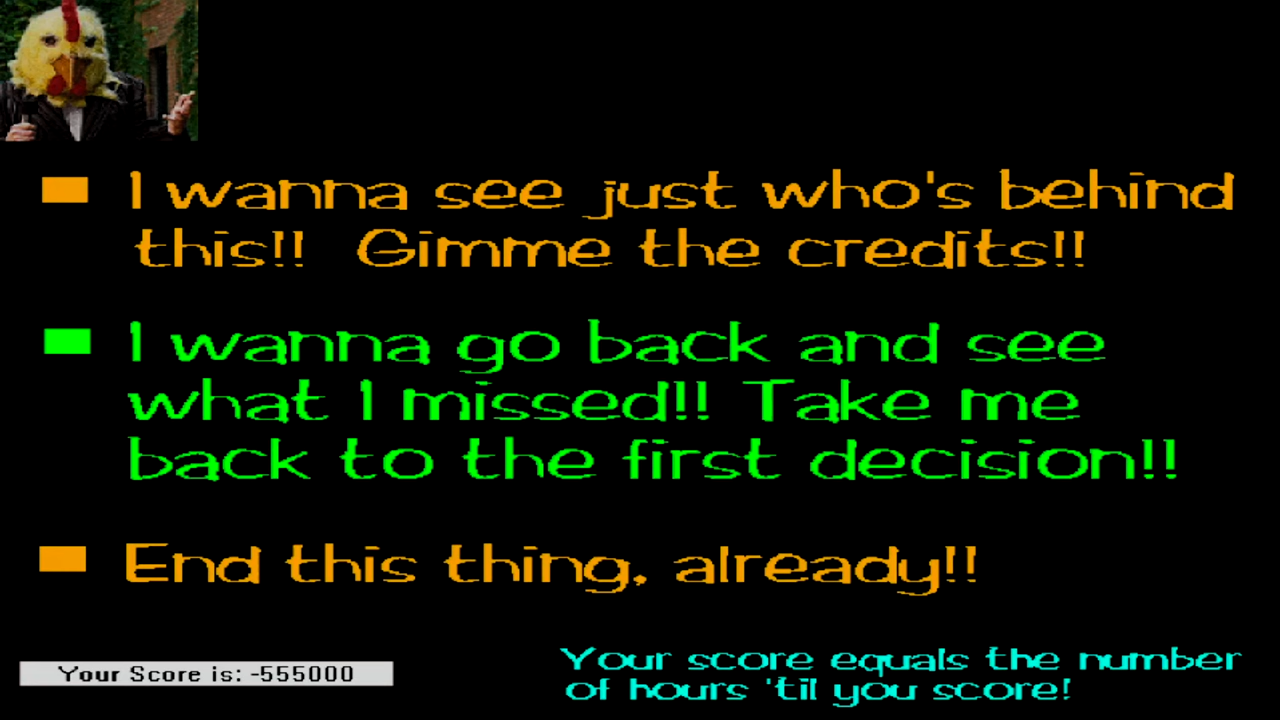 I wanna see just who's behind
this!! Gimme the credits!!
I wanna go back and see
what I missed!! Take me
back to the first decision!!
End this thing, already!!
Your Score is: -555000
Your score equals the number
of hours 'til you score!